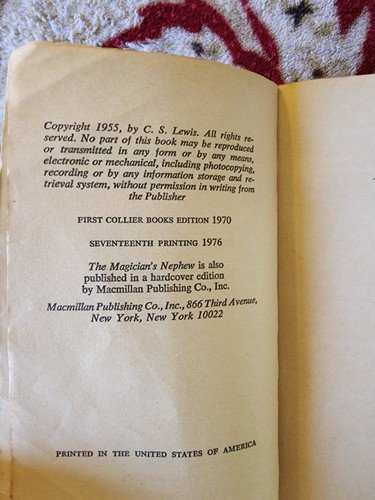 Copyright 1955, by C. S. Lewis. All rights re-
served. No part of this book may be reproduced
or transmitted in any form or by any means,
electronic or mechanical, including photocopying,
recording or by any information storage and re-
trieval system, without permission in writing from
the Publisher
FIRST COLLIER BOOKS EDITION 1970
SEVENTEENTH PRINTING 1976
The Magician's Nephew is also
published in a hardcover edition
by Macmillan Publishing Co., Inc.
Macmillan Publishing Co., Inc., 866 Third Avenue,
New York, New York 10022
PRINTED IN THE UNITED STATES OF AMERICA